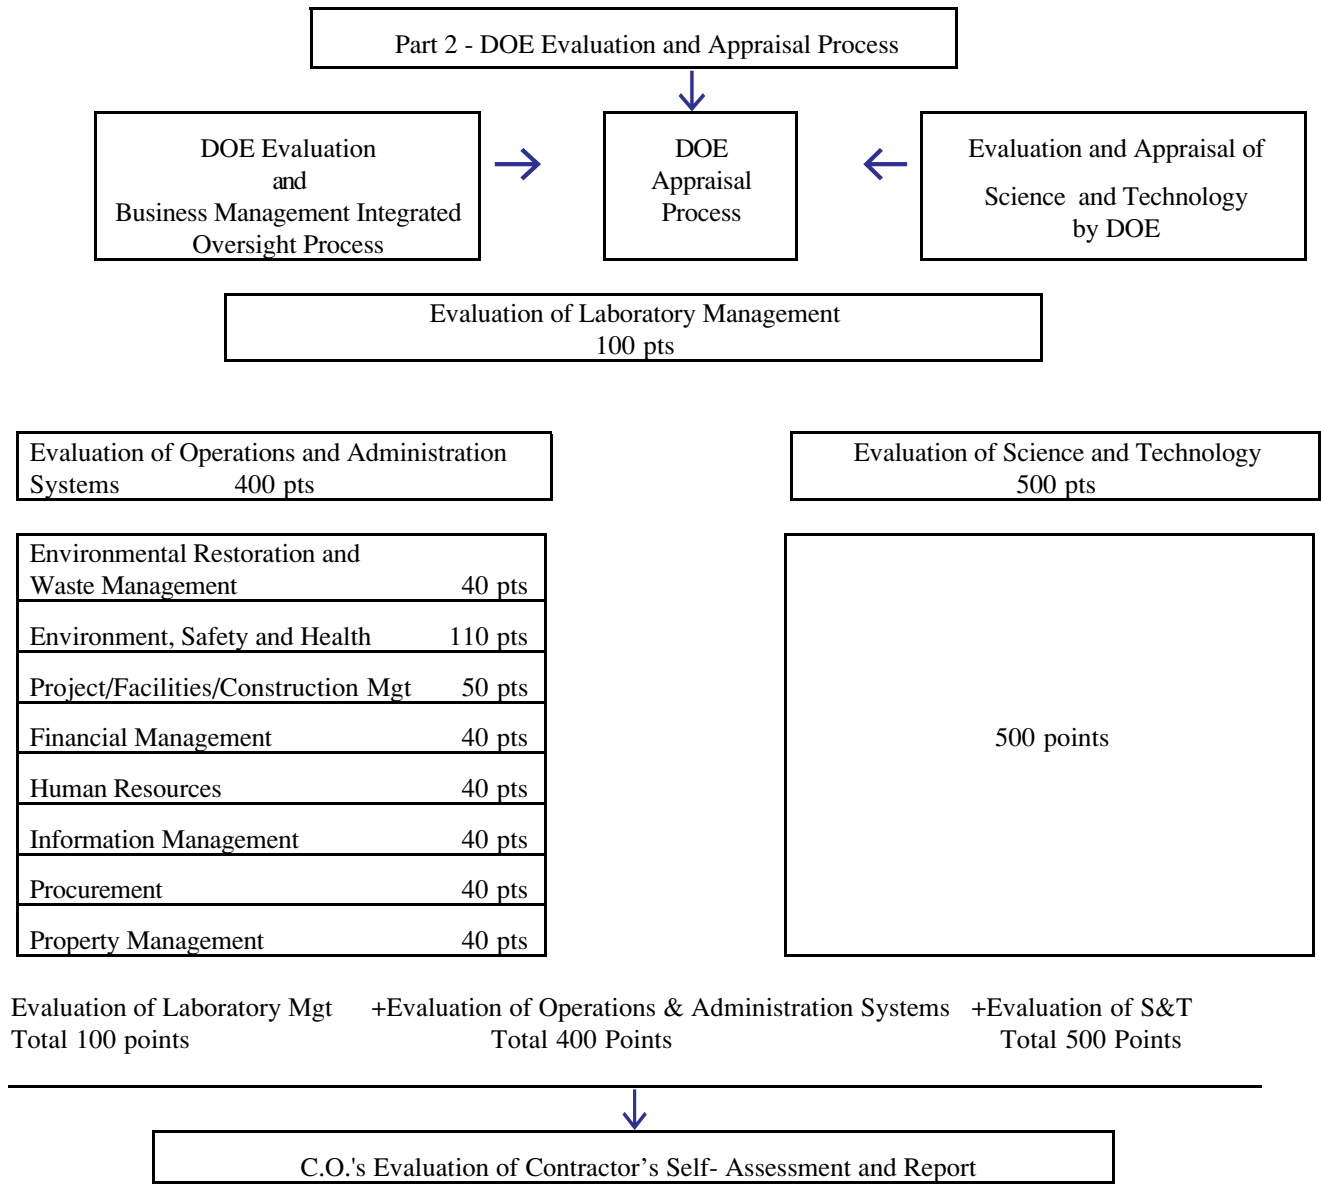 Part 2 - DOE Evaluation and Appraisal Process
DOE Evaluation
and
Business Management Integrated
Oversight Process
DOE
Appraisal
Process
Evaluation and Appraisal of
Science and Technology
by DOE
Evaluation of Laboratory Management
100 pts
Evaluation of Operations and Administration
Systems 400 pts
Evaluation of Science and Technology
500 pts
Environmental Restoration and
Waste Management 40 pts
Environment, Safety and Health 110 pts
Project/Facilities/Construction Mgt 50 pts
Financial Management 40 pts
Human Resources 40 pts
Information Management 40 pts
Procurement 40 pts
Property Management 40 pts
500 points
Evaluation of Laboratory Mgt +Evaluation of Operations & Administration Systems +Evaluation of S&T
Total 100 points Total 400 Points Total 500 Points
C.O.'s Evaluation of Contractor’s Self- Assessment and Report